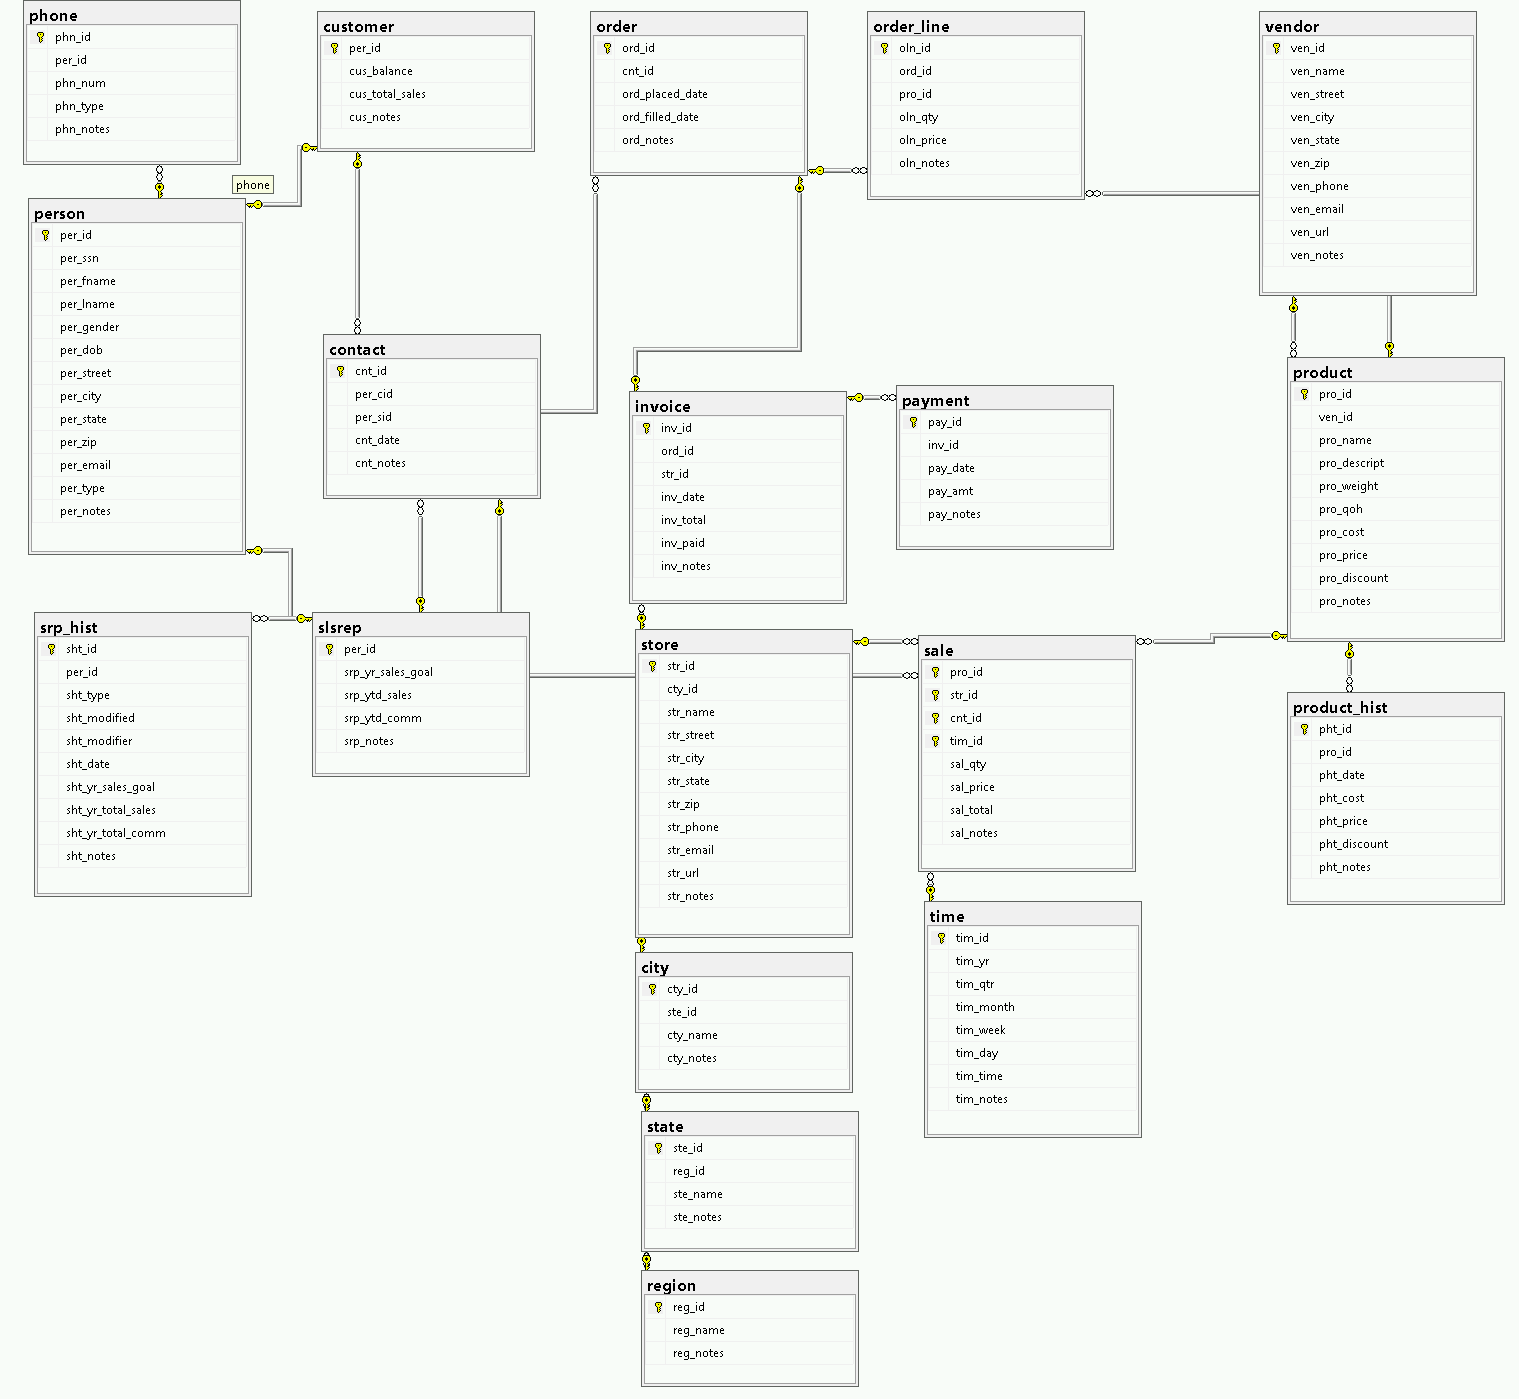 phone
phn_id
per_id
phn_num
phn_type
phn_notes
customer
per_id
cus_balance
cus_total_sales
cus_notes
order
ord_id
cnt_id
ord_placed_date
ord_filled_date
ord_notes
order_line
oln_id
ord_id
pro_id
oln_qty
oln_price
oln_notes
vendor
ven_id
ven_name
ven_street
ven_city
ven_state
ven_zip
ven_phone
ven_email
ven_url
ven_notes
phone
person
per_id
per_ssn
per_fname
per_lname
per_gender
per_dob
per_street
per_city
per_state
per_zip
per_email
per_type
per_notes
contact
cnt_id
per_cid
per_sid
cnt_date
cnt_notes
invoice
inv_id
ord_id
str_id
inv_date
inv_total
inv_paid
inv_notes
payment
pay_id
inv_id
pay_date
pay_amt
pay_notes
product
pro_id
ven_id
pro_name
pro_descript
pro_weight
pro_qoh
pro_cost
pro_price
pro_discount
pro_notes
srp_hist
sht_id
per_id
sht_type
sht_modified
sht_modifier
sht_date
sht_yr_sales_goal
sht_yr_total_sales
sht_yr_total_comm
sht_notes
slsrep
per_id
srp_yr_sales_goal
srp_ytd_sales
srp_ytd_comm
srp_notes
store
str_id
cty_id
str_name
str_street
str_city
str_state
str_zip
str_phone
str_email
str_url
str_notes
sale
pro_id
str_id
cnt_id
tim_id
sal_qty
sal_price
sal_total
sal_notes
product_hist
pht_id
pro_id
pht_date
pht_cost
pht_price
pht_discount
pht_notes
time
tim_id
tim_yr
tim_qtr
tim_month
tim_week
tim_day
tim_time
tim_notes
city
cty_id
ste_id
cty_name
cty_notes
state
ste_id
reg_id
ste_name
ste_notes
region
reg_id
reg_name
reg_notes